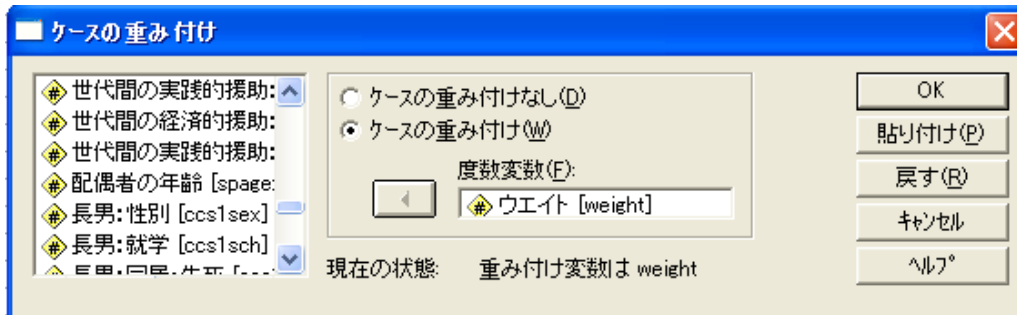 ケースの重み付け
世代間の実践的援助:
世代間の経済的援助:
世代間の実践的援助:
配偶者の年齢 [spage:
長男:性別 [ccs1sex]
長男:就学 [ccs1sch]
ケースの重み付けなし(D)
ケースの重み付け(W)
度数変数(F):
ウエイト [weight]
現在の状態: 重み付け変数は weight
OK
貼り付け(P)
戻す(R)
キャンセル
ヘルプ